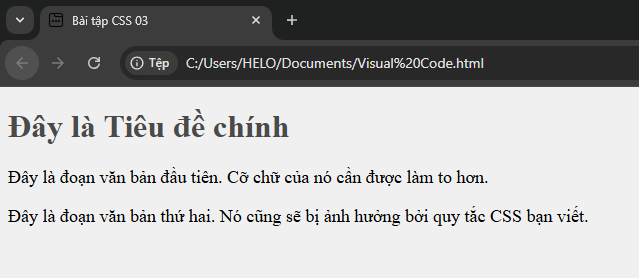 Bài tập CSS 03
Tệp C:/Users/HELO/Documents/Visual%20Code.html
Đây là Tiêu đề chính
Đây là đoạn văn bản đầu tiên. Cỡ chữ của nó cần được làm to hơn.
Đây là đoạn văn bản thứ hai. Nó cũng sẽ bị ảnh hưởng bởi quy tắc CSS bạn viết.